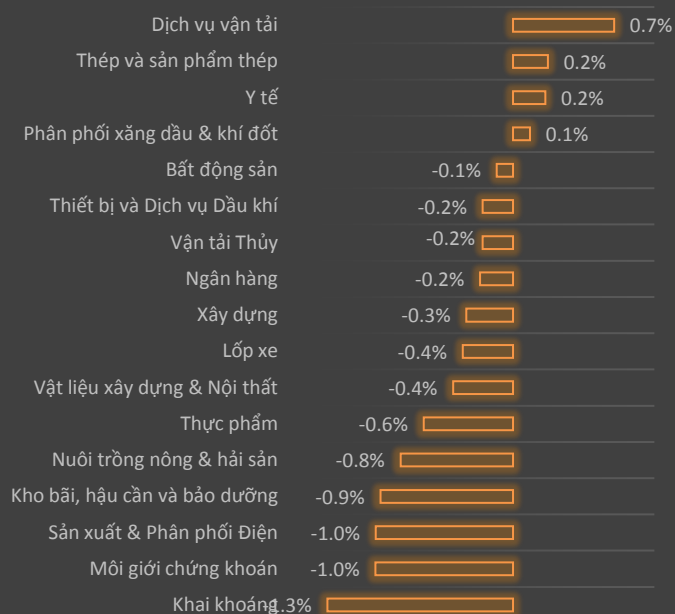 Dịch vụ vận tải 0.7%
Thép và sản phẩm thép 0.2%
Y tế 0.2%
Phân phối xăng dầu & khí đốt 0.1%
Bất động sản -0.1%
Thiết bị và Dịch vụ Dầu khí -0.2%
Vận tải Thủy -0.2%
Ngân hàng -0.2%
Xây dựng -0.3%
Lốp xe -0.4%
Vật liệu xây dựng & Nội thất -0.4%
Thực phẩm -0.6%
Nuôi trồng nông & hải sản -0.8%
Kho bãi, hậu cần và bảo dưỡng -0.9%
Sản xuất & Phân phối Điện -1.0%
Môi giới chứng khoán -1.0%
Khai khoáng -1.3%